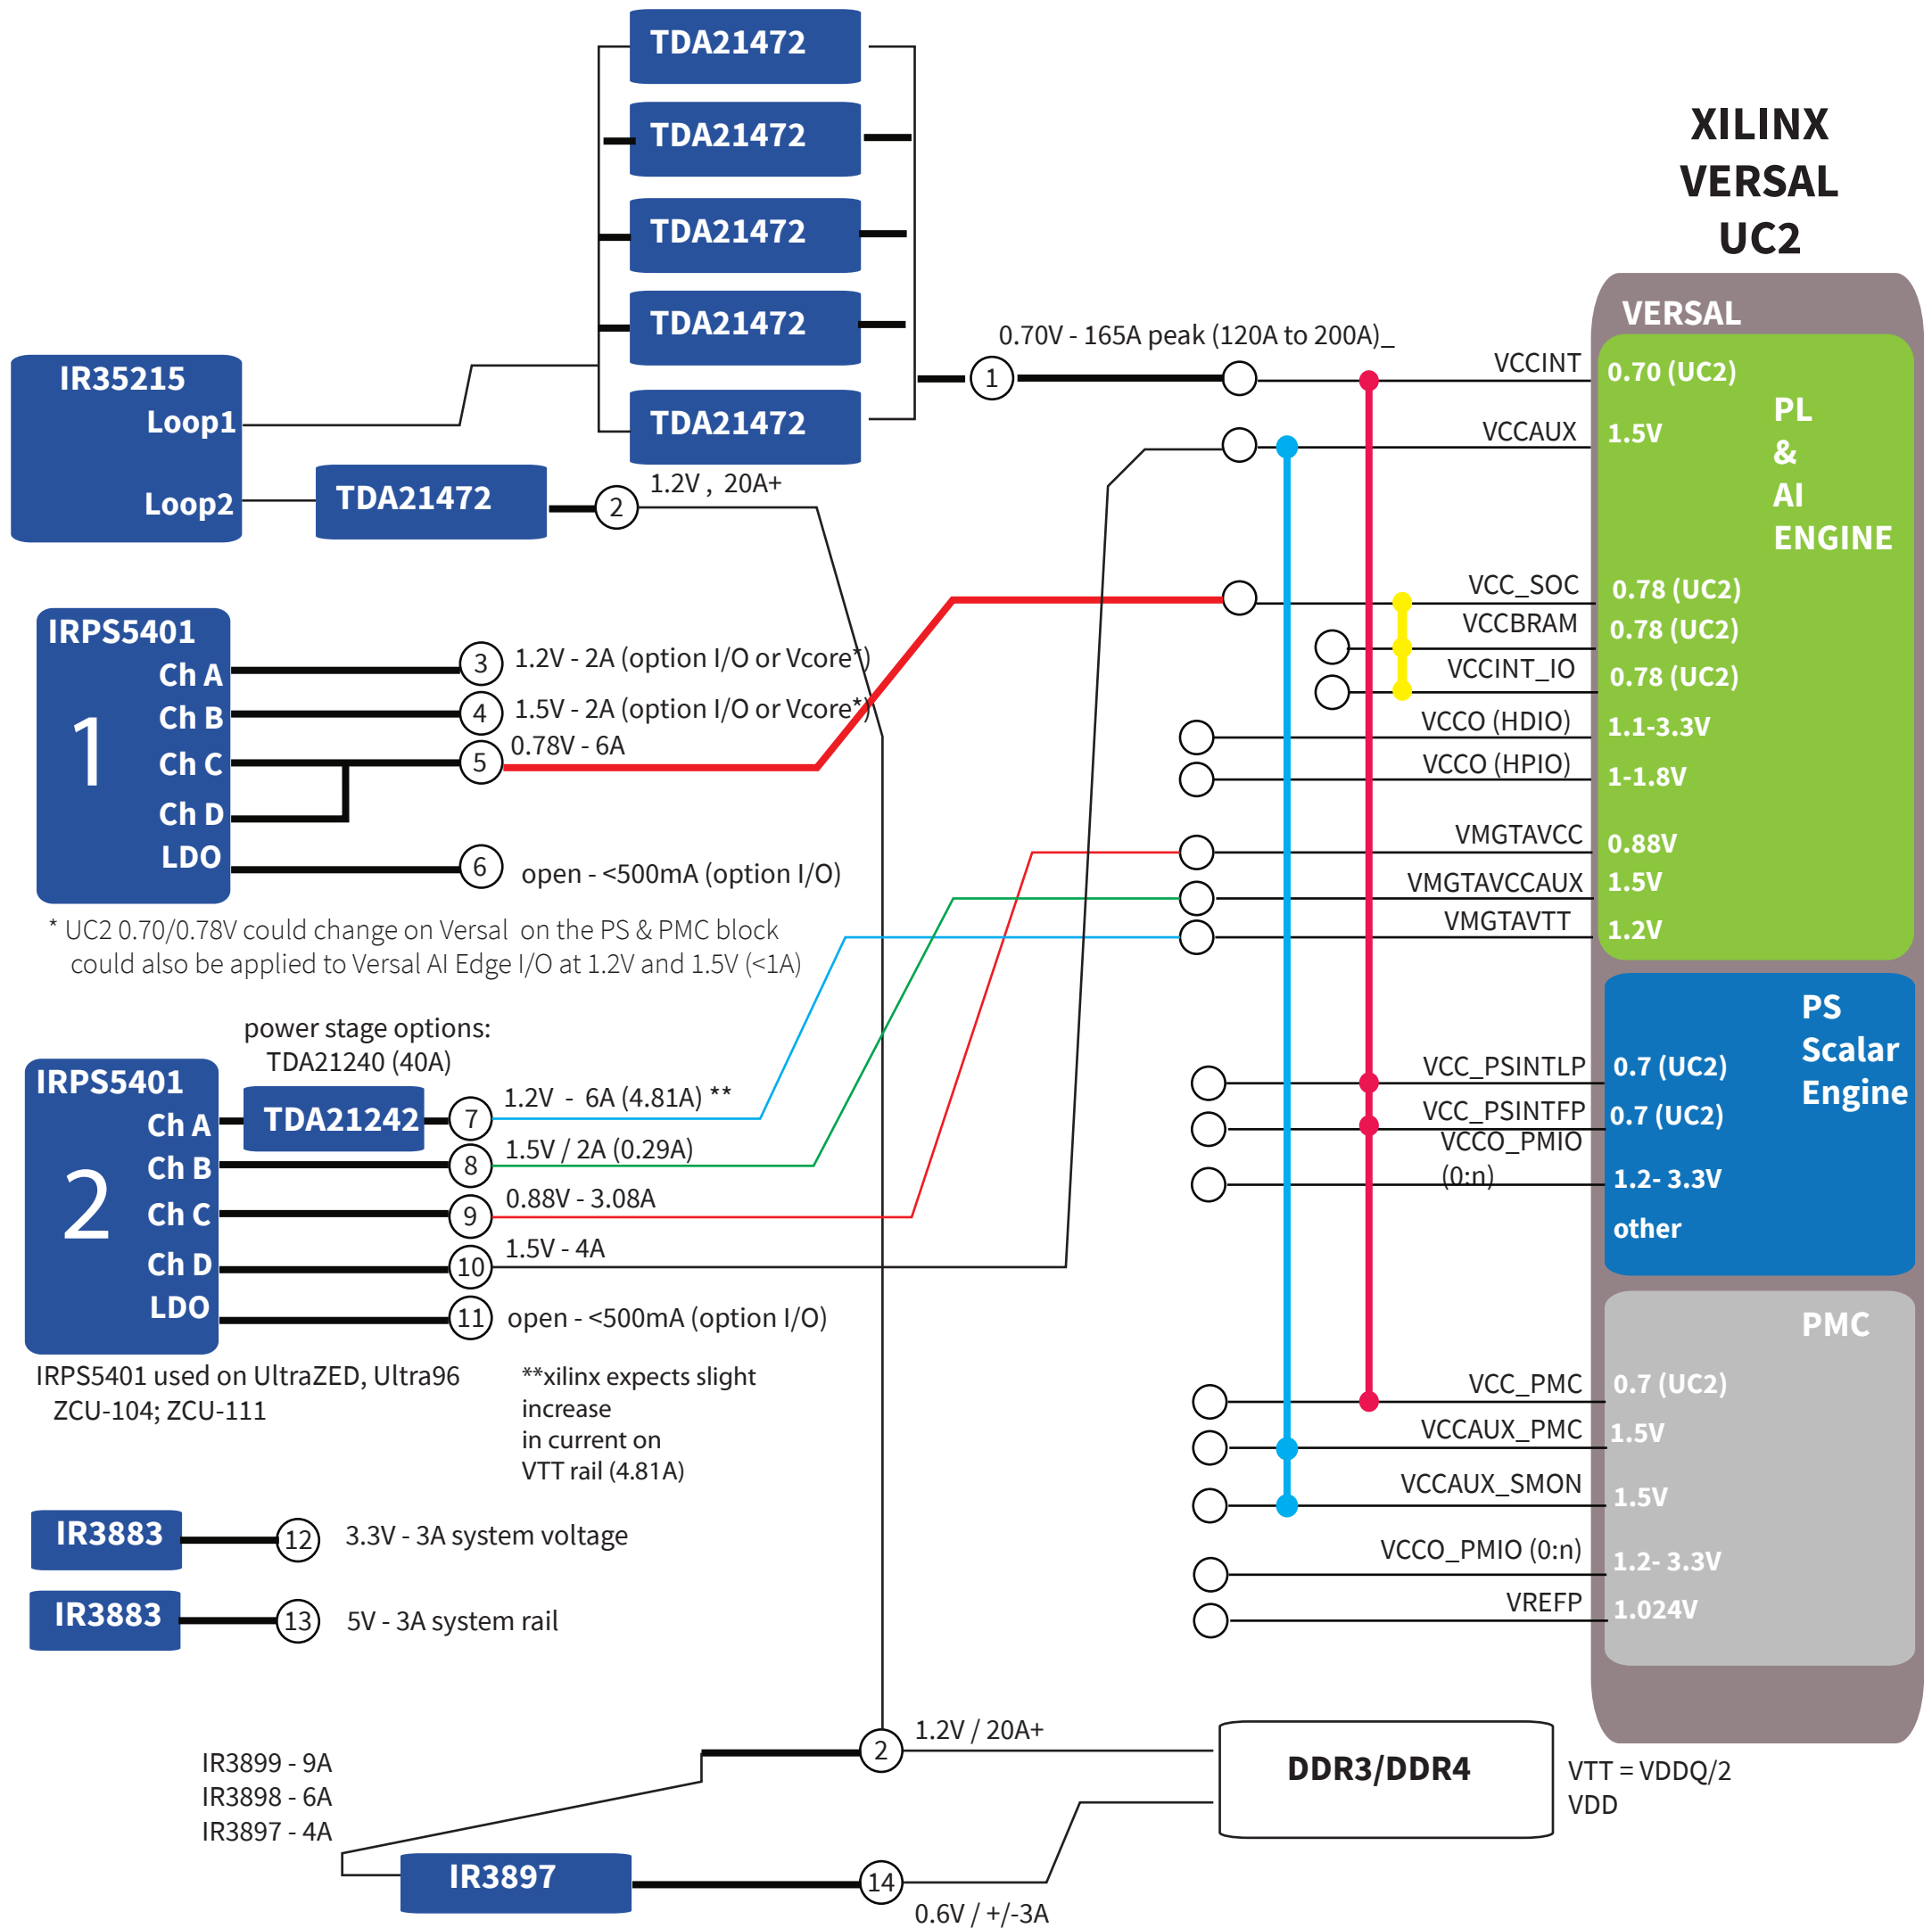 TDA21472
TDA21472
TDA21472
TDA21472
TDA21472
XILINX
VERSAL
UC2
IR35215
Loop1
Loop2
TDA21472
2
1.2V , 20A+
1
0.70V - 165A peak (120A to 200A)_
IRPS5401
1
Ch A
Ch B
Ch C
Ch D
LDO
3
1.2V - 2A (option I/O or Vcore*)
4
1.5V - 2A (option I/O or Vcore*)
5
0.78V - 6A
6
open - <500mA (option I/O)
* UC2 0.70/0.78V could change on Versal on the PS & PMC block
could also be applied to Versal AI Edge I/O at 1.2V and 1.5V (<1A)
power stage options:
TDA21240 (40A)
IRPS5401
2
Ch A
Ch B
Ch C
Ch D
LDO
TDA21242
7
1.2V - 6A (4.81A) **
8
1.5V / 2A (0.29A)
9
0.88V - 3.08A
10
1.5V - 4A
11
open - <500mA (option I/O)
IRPS5401 used on UltraZED, Ultra96
ZCU-104; ZCU-111
**xilinx expects slight
increase
in current on
VTT rail (4.81A)
IR3883
12
3.3V - 3A system voltage
IR3883
13
5V - 3A system rail
VERSAL
PL
&
AI
ENGINE
VCCINT
0.70 (UC2)
VCCAUX
1.5V
VCC_SOC
0.78 (UC2)
VCCBRAM
0.78 (UC2)
VCCINT_IO
0.78 (UC2)
VCCO (HDIO)
1.1-3.3V
VCCO (HPIO)
1-1.8V
VMGTAVCC
0.88V
VMGTAVCCAUX
1.5V
VMGTAVTT
1.2V
PS
Scalar
Engine
VCC_PSINTLP
0.7 (UC2)
VCC_PSINTFP
0.7 (UC2)
VCCO_PMIO
(0:n)
1.2- 3.3V
other
PMC
VCC_PMC
0.7 (UC2)
VCCAUX_PMC
1.5V
VCCAUX_SMON
1.5V
VCCO_PMIO (0:n)
1.2- 3.3V
VREFP
1.024V
IR3899 - 9A
IR3898 - 6A
IR3897 - 4A
IR3897
2
1.2V / 20A+
14
0.6V / +/-3A
DDR3/DDR4
VTT = VDDQ/2
VDD